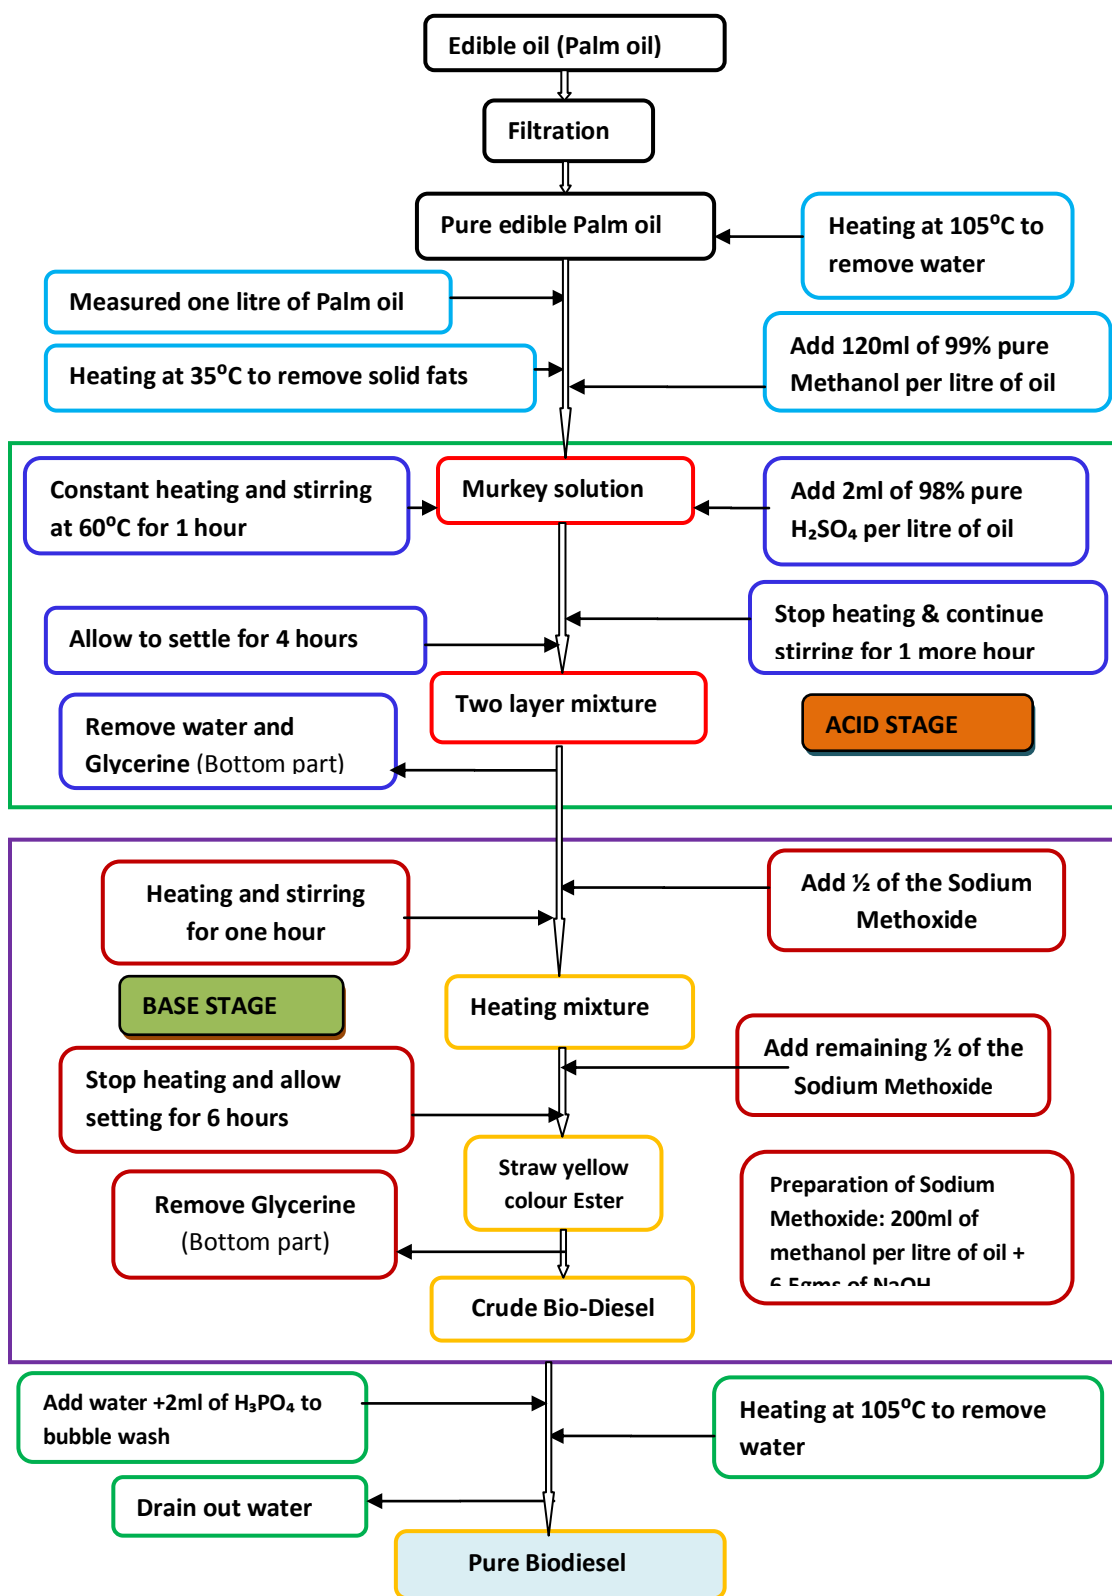 Edible oil (Palm oil)
Filtration
Pure edible Palm oil
Heating at 105⁰C to
remove water
Measured one litre of Palm oil
Heating at 35⁰C to remove solid fats
Add 120ml of 99% pure
Methanol per litre of oil
Constant heating and stirring
at 60⁰C for 1 hour
Murkey solution
Add 2ml of 98% pure
H₂SO₄ per litre of oil
Stop heating & continue
stirring for 1 more hour
Allow to settle for 4 hours
Two layer mixture
ACID STAGE
Remove water and
Glycerine (Bottom part)
Heating and stirring
for one hour
Add ½ of the Sodium
Methoxide
BASE STAGE
Heating mixture
Add remaining ½ of the
Sodium Methoxide
Stop heating and allow
setting for 6 hours
Straw yellow
colour Ester
Remove Glycerine
(Bottom part)
Preparation of Sodium
Methoxide: 200ml of
methanol per litre of oil +
6.5gms of NaOH
Crude Bio-Diesel
Add water +2ml of H₃PO₄ to
bubble wash
Heating at 105⁰C to remove
water
Drain out water
Pure Biodiesel